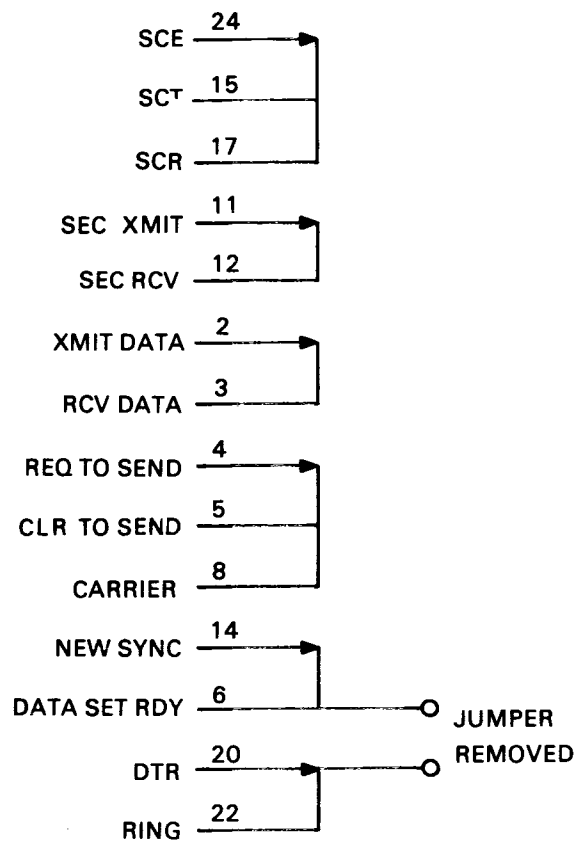 SCE 24
SCT 15
SCR 17
SEC XMIT 11
SEC RCV 12
XMIT DATA 2
RCV DATA 3
REQ TO SEND 4
CLR TO SEND 5
CARRIER 8
NEW SYNC 14
DATA SET RDY 6
JUMPER
REMOVED
DTR 20
RING 22